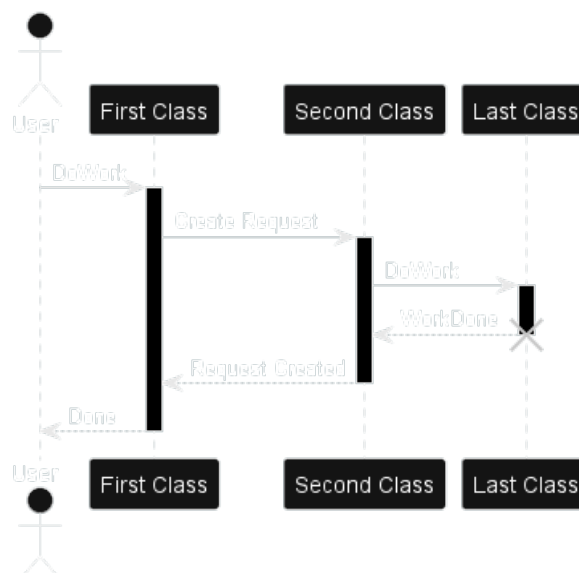 User
First Class
Second Class
Last Class
DoWork
Create Request
DoWork
WorkDone
Request Created
Done
User
First Class
Second Class
Last Class